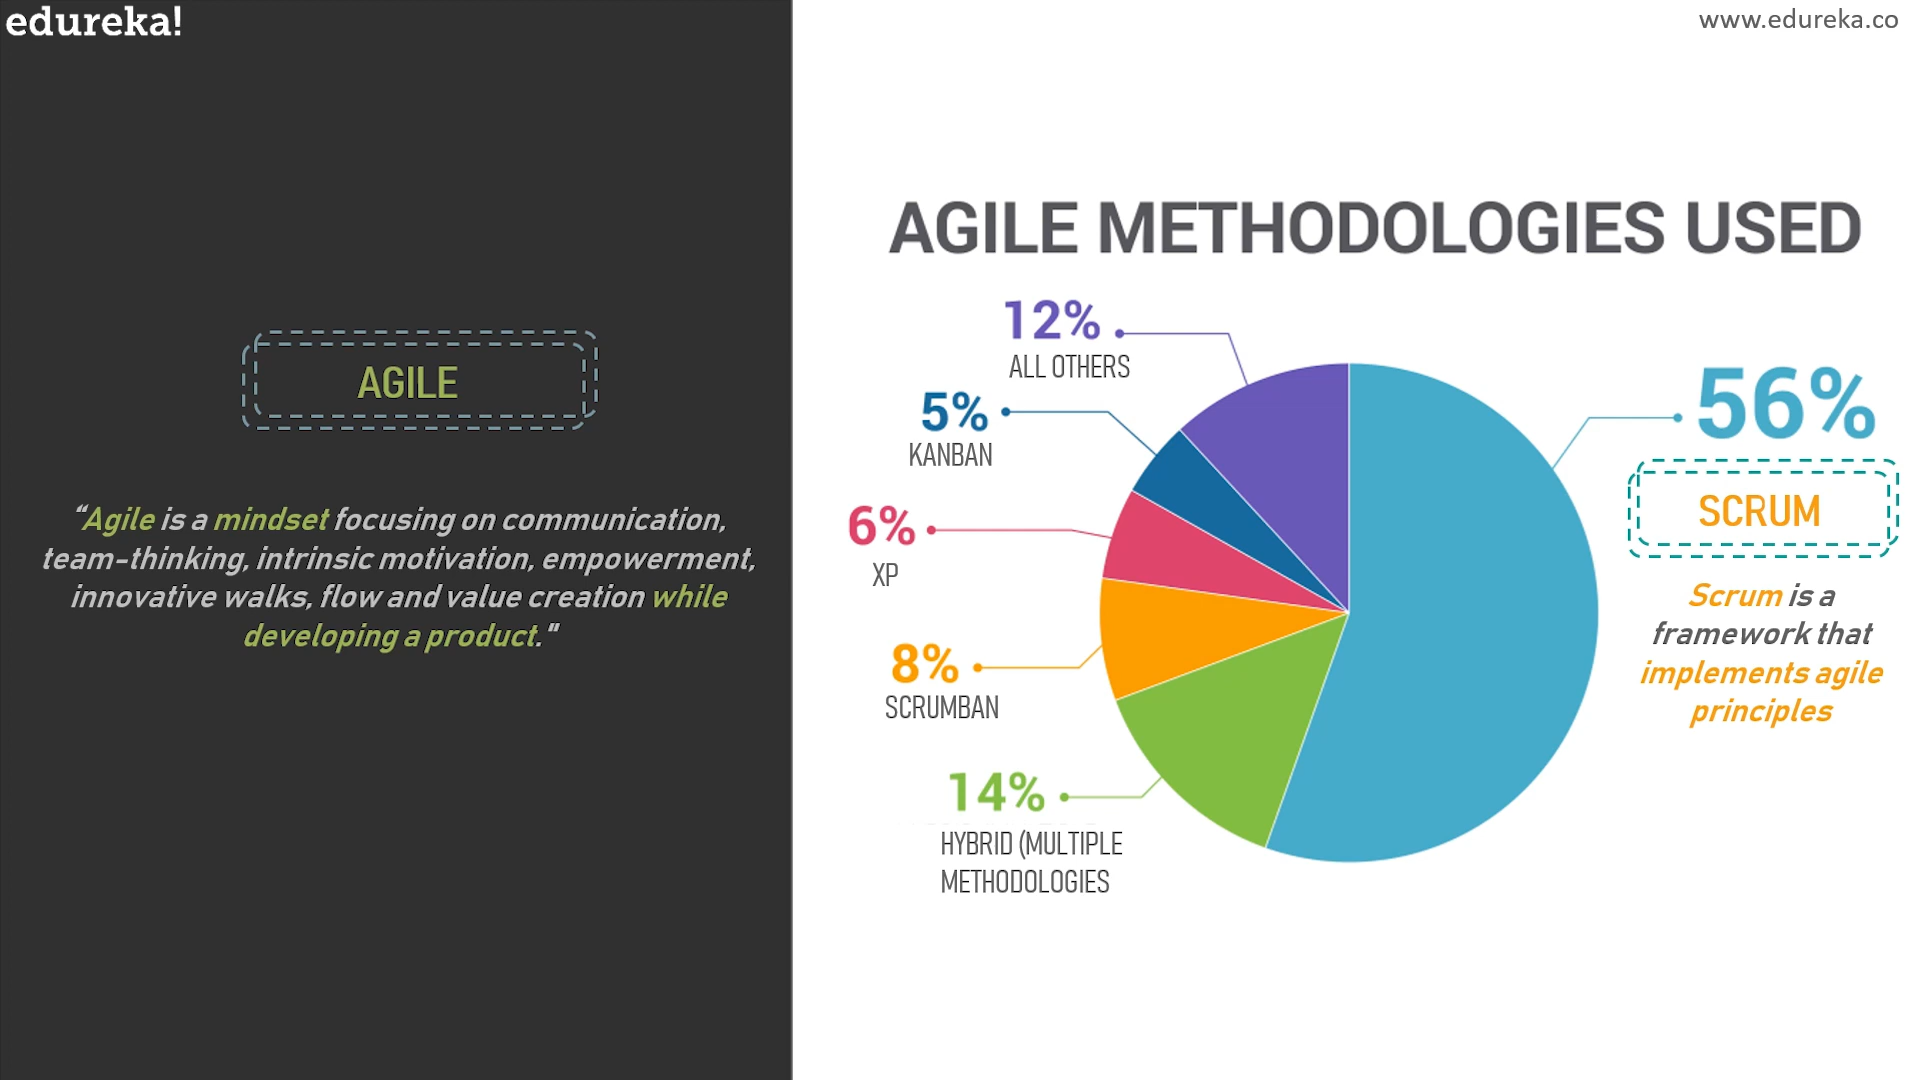 edureka!
www.edureka.co
AGILE
“Agile is a mindset focusing on communication,
team-thinking, intrinsic motivation, empowerment,
innovative walks, flow and value creation while
developing a product."
AGILE METHODOLOGIES USED
12%
ALL OTHERS
5%
KANBAN
6%
XP
8%
SCRUMBAN
14%
HYBRID (MULTIPLE
METHODOLOGIES
56%
SCRUM
Scrum is a
framework that
implements agile
principles